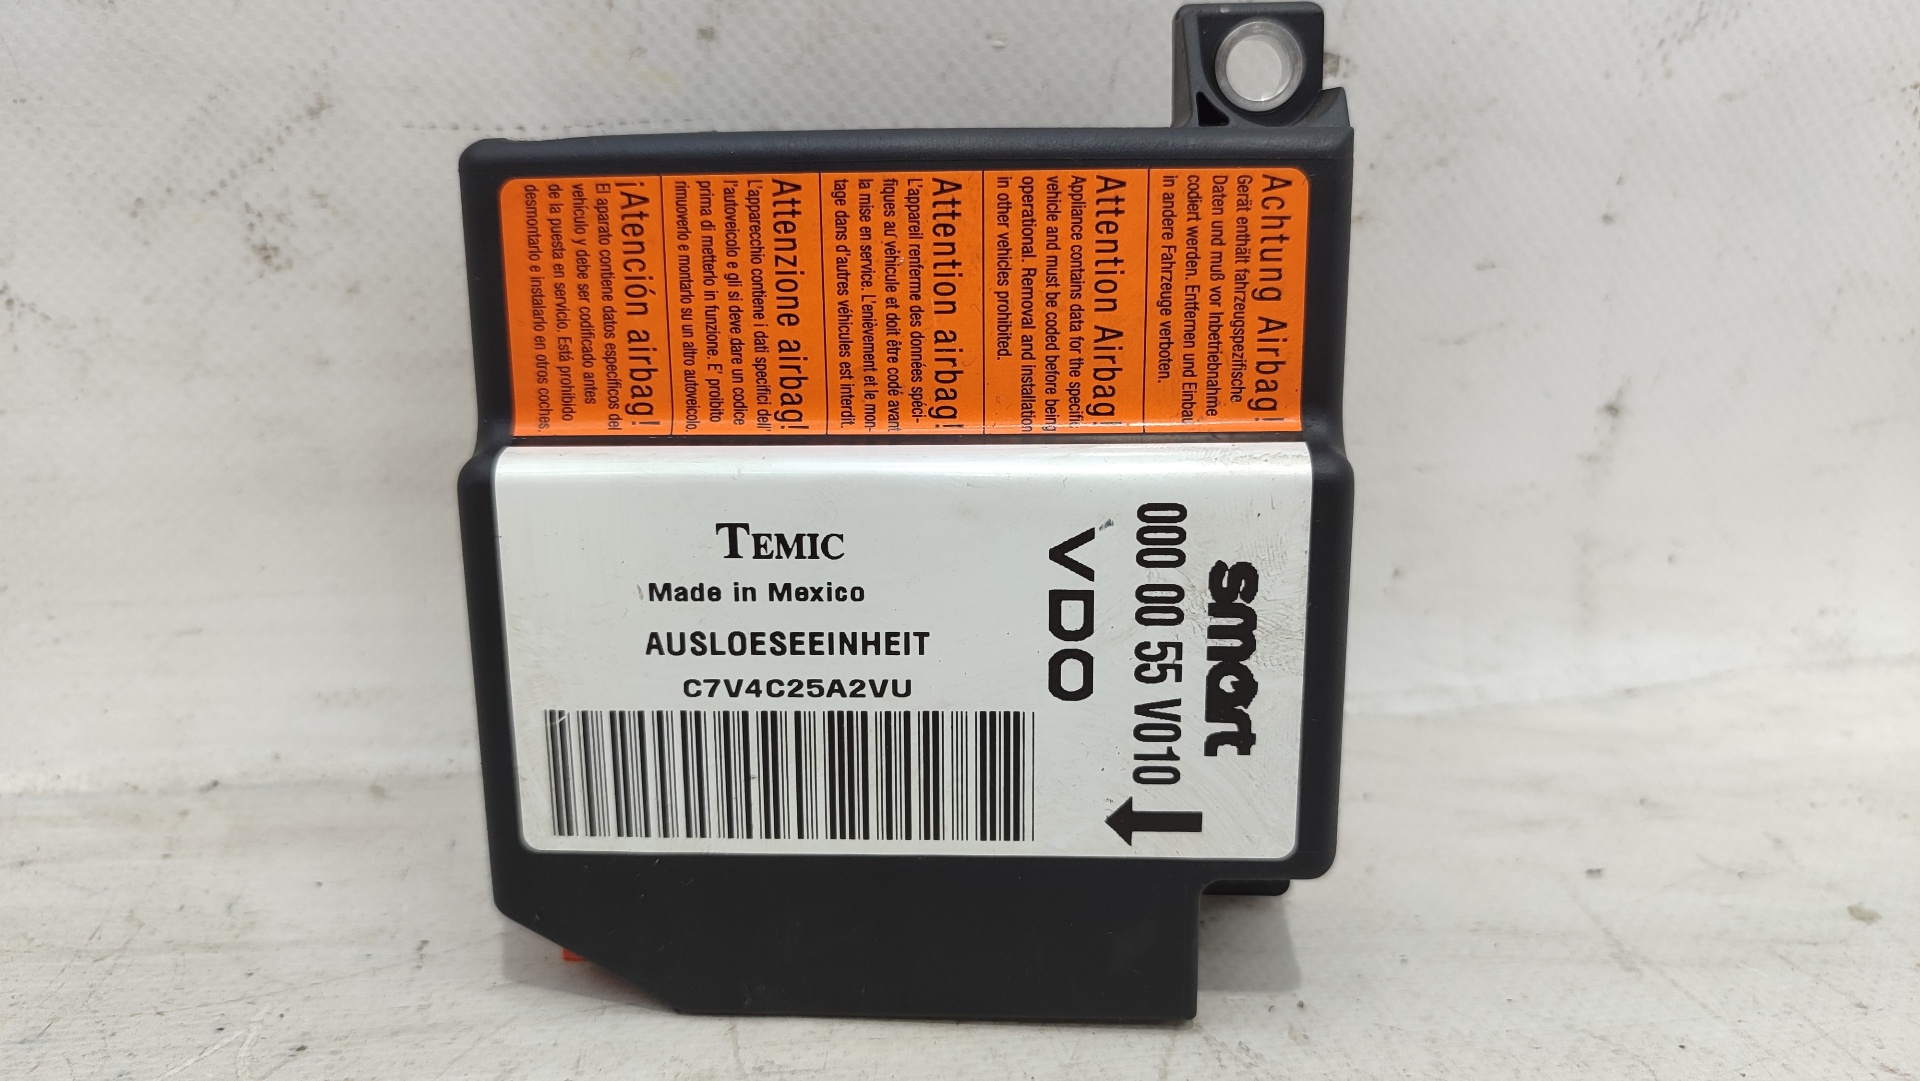 Achtung Airbag!
Gerät enthält fahrzeugspezifische
Daten und muß vor Inbetriebnahme
codiert werden. Entfernen und Einbau
in andere Fahrzeuge verboten.
Attention Airbag!
Appliance contains data for the specific
vehicle and must be coded before being
operational. Removal and installation
in other vehicles prohibited.
Attention airbag!
L'appareil renferme des données spéci-
fiques au véhicule et doit être codé avant
la mise en service. L'enièvement et le mon-
tage dans d'autres véhicules est interdit.
Attenzione airbag!
L'apparecchio contiene i dati specifici dell'
l'autoveicolo e gli si deve dare un codice
prima di metterlo in funzione. E' proibito
rimuoverlo e montarlo su un altro autoveicolo.
¡Atención airbag!
El aparato contiene datos específicos del
vehículo y debe ser codificado antes
de la puesta en servicio. Está prohibido
desmontarlo e instalarlo en otros coches.
smart
000 00 55 V010
VDO
TEMIC
Made in Mexico
AUSLOESEEINHEIT
C7V4C25A2VU